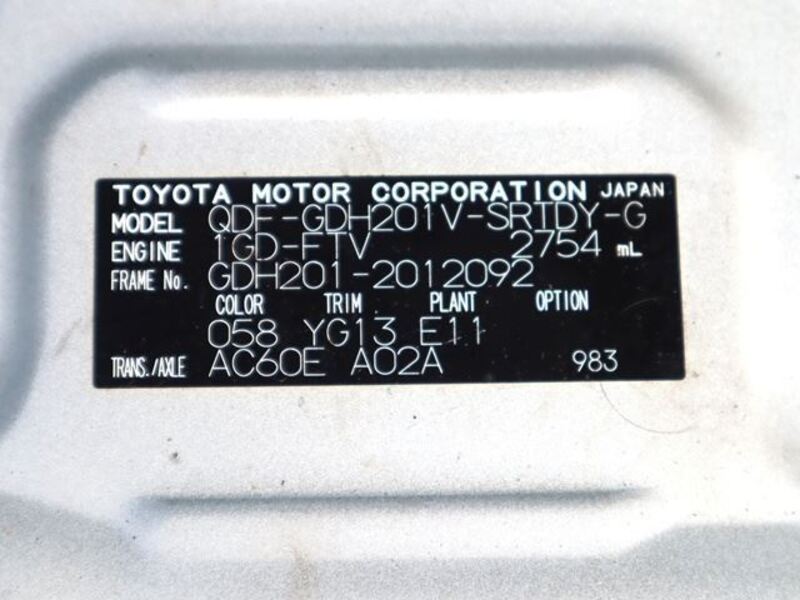 TOYOTA MOTOR CORPORATION JAPAN
MODEL QDF-GDH201V-SRTDY-G
ENGINE 1GD-FTV 2754 mL
FRAME No. GDH201-2012092
COLOR TRIM PLANT OPTION
058 YG13 E11
TRANS./AXLE AC60E A02A 983